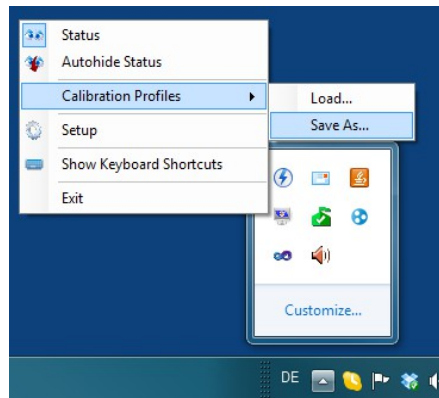 Status
Autohide Status
Calibration Profiles
Load...
Save As...
Setup
Show Keyboard Shortcuts
Exit
Customize...
DE